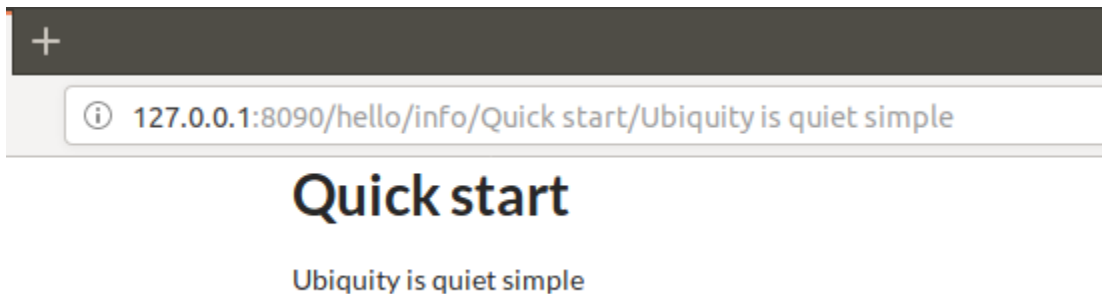 +
127.0.0.1:8090/hello/info/Quick start/Ubiquity is quiet simple
Quick start
Ubiquity is quiet simple